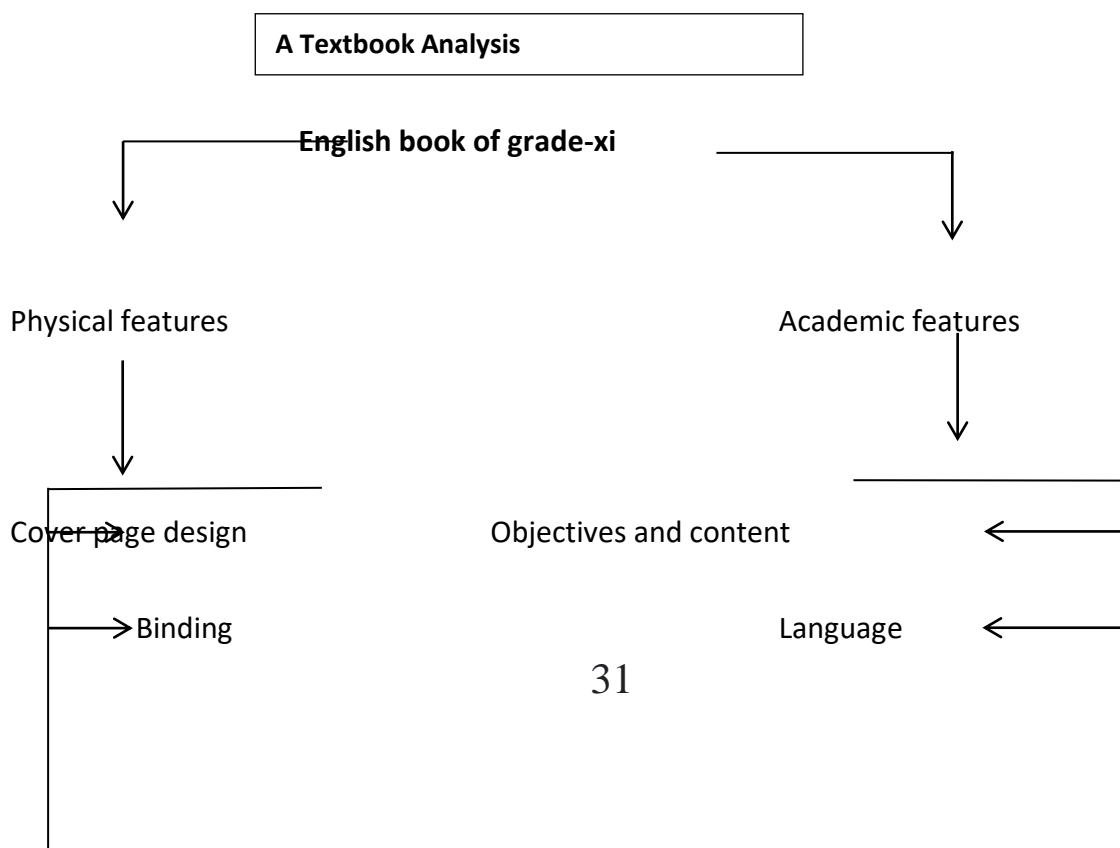 A Textbook Analysis
English book of grade-xi
Physical features Academic features
Cover page design Objectives and content
Binding Language
31